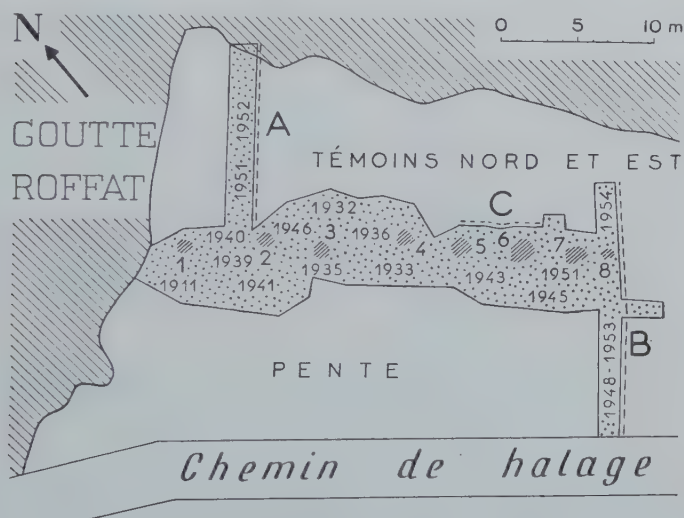 N
0 5 10 m
GOUTTE
ROFFAT
A
1951-1952
TÉMOINS NORD ET EST
C
1932
1954
1940 1946 3 1936
1 2 4 5 6 7 8
1939 1935 1933 1943 1951
1911 1941 1945
B
1948-1953
PENTE
Chemin de halage